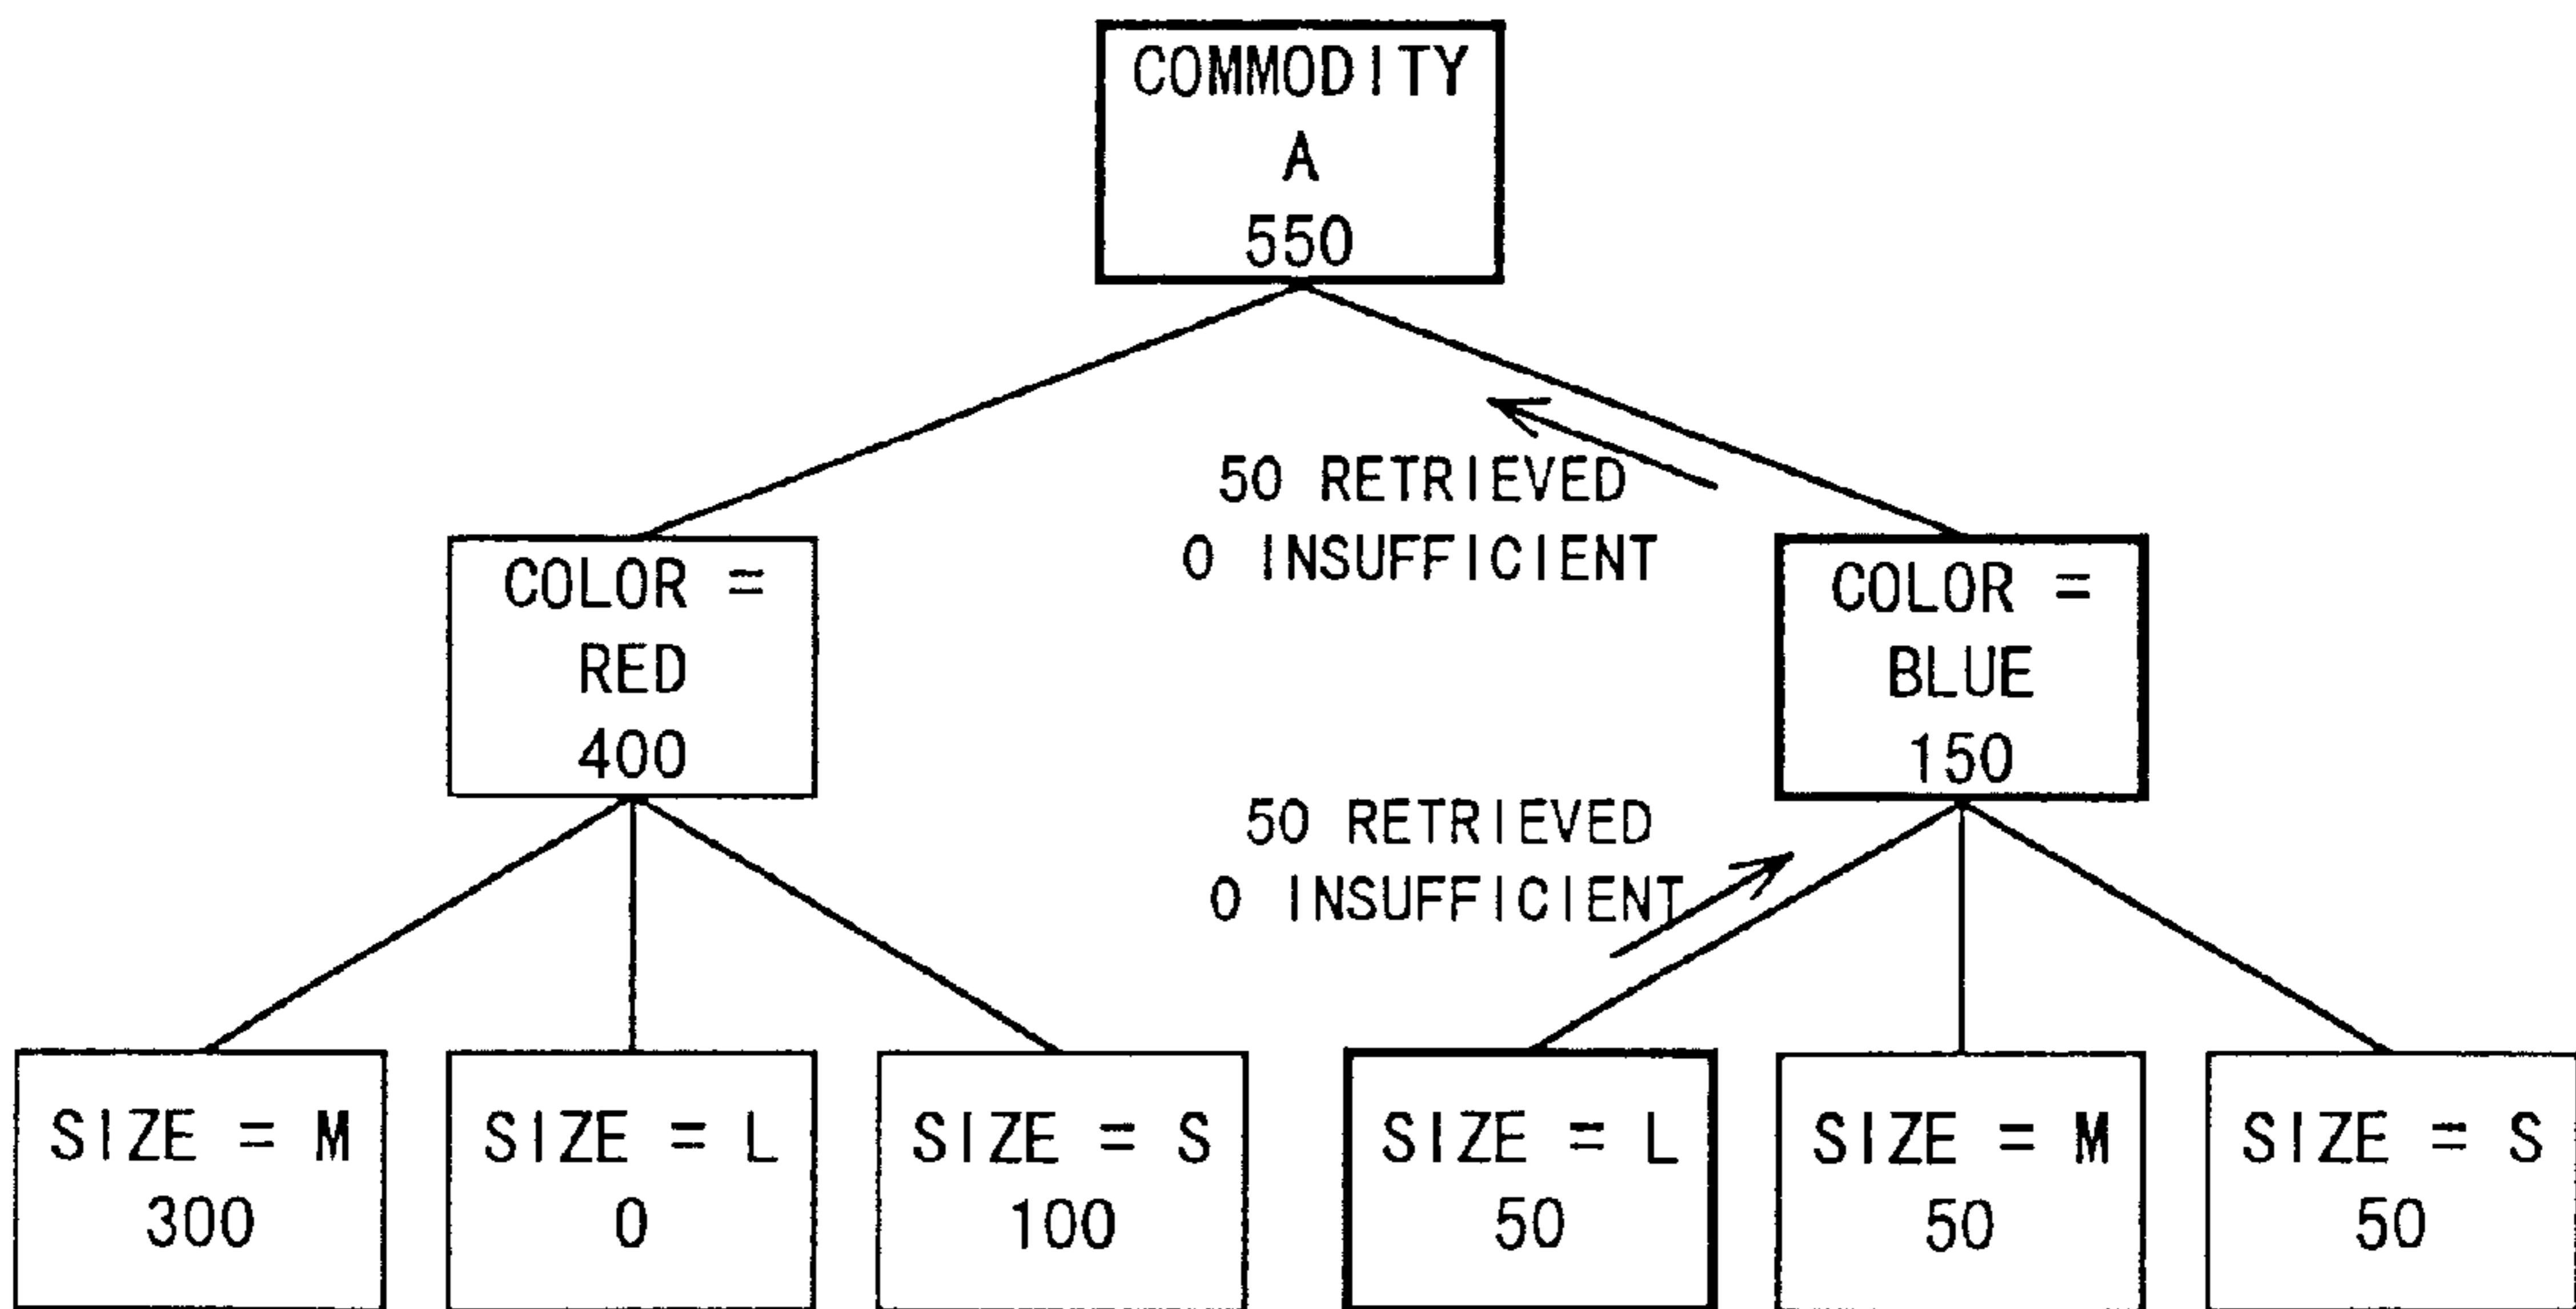 COMMODITY
A
550
50 RETRIEVED
0 INSUFFICIENT
COLOR =
RED
400
COLOR =
BLUE
150
50 RETRIEVED
0 INSUFFICIENT
SIZE = M
300
SIZE = L
0
SIZE = S
100
SIZE = L
50
SIZE = M
50
SIZE = S
50